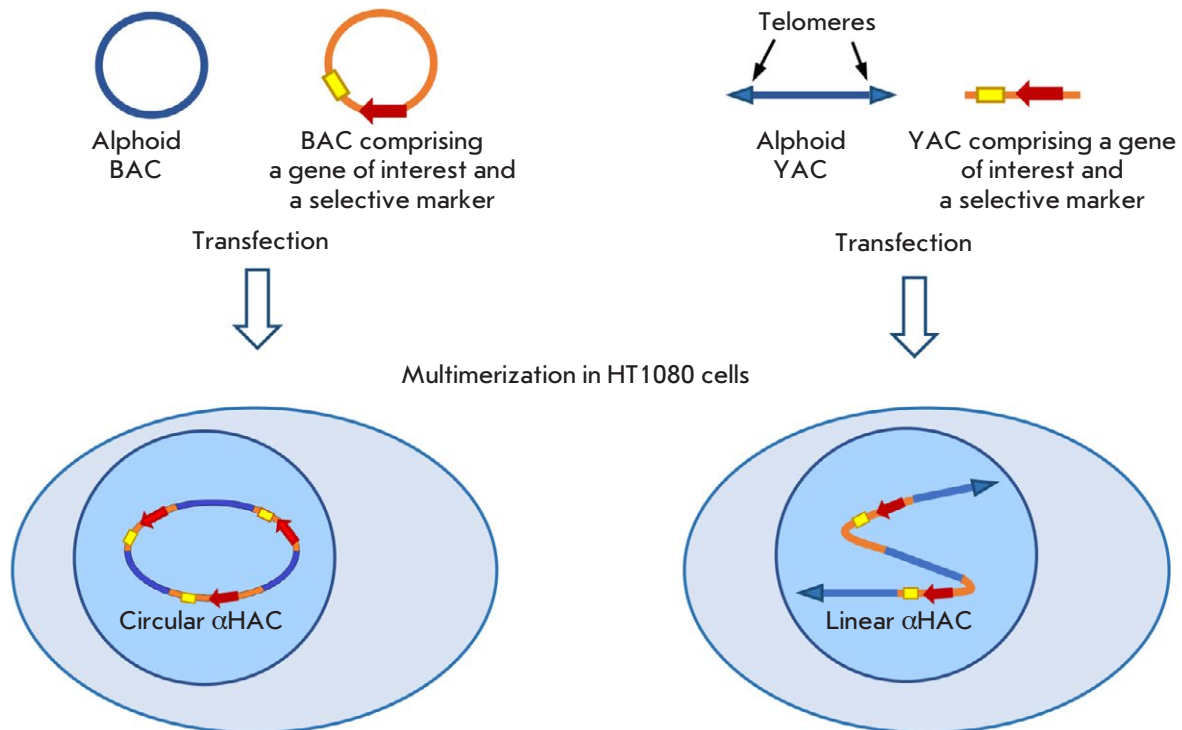 Telomeres
Alphoid
BAC
BAC comprising
a gene of interest and
a selective marker
Alphoid
YAC
YAC comprising a gene
of interest and
a selective marker
Transfection
Transfection
Multimerization in HT1080 cells
Circular αHAC
Linear αHAC